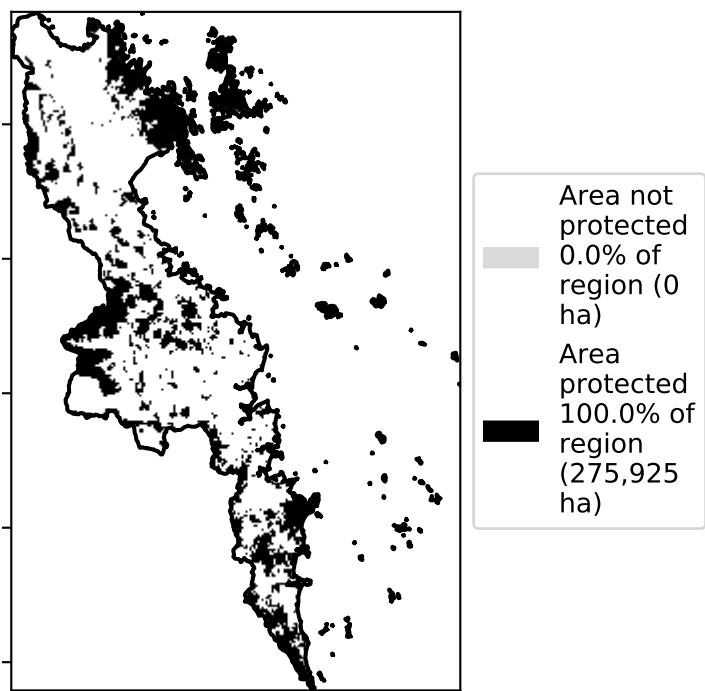 Area not
protected
0.0% of
region (0
ha)
Area
protected
100.0% of
region
(275,925
ha)